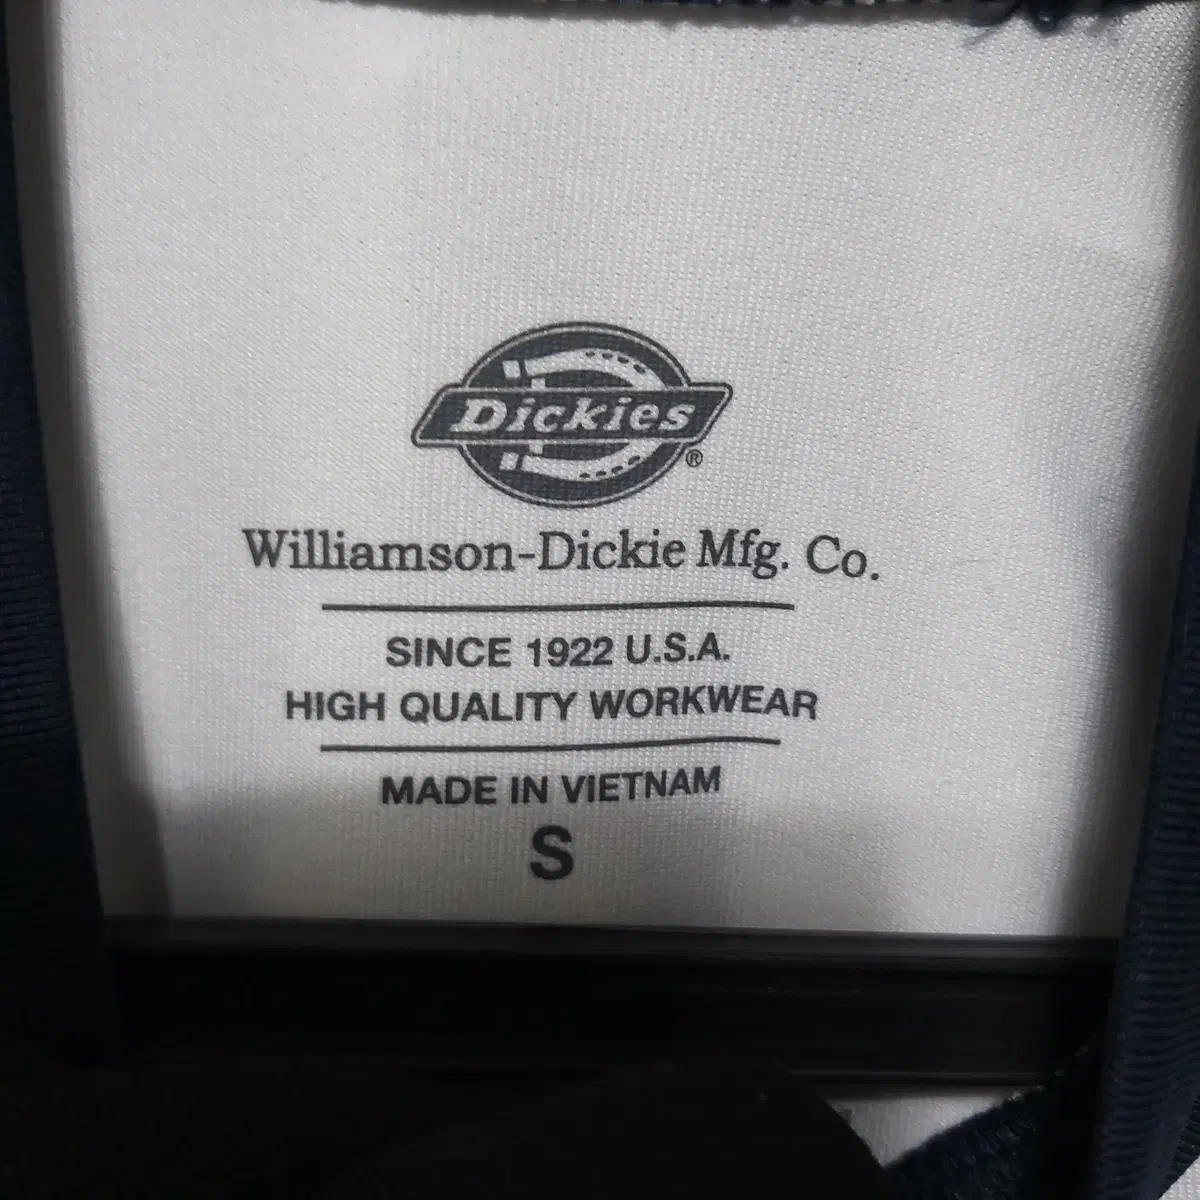 Dickies®
Williamson-Dickie Mfg. Co.
SINCE 1922 U.S.A.
HIGH QUALITY WORKWEAR
MADE IN VIETNAM
S